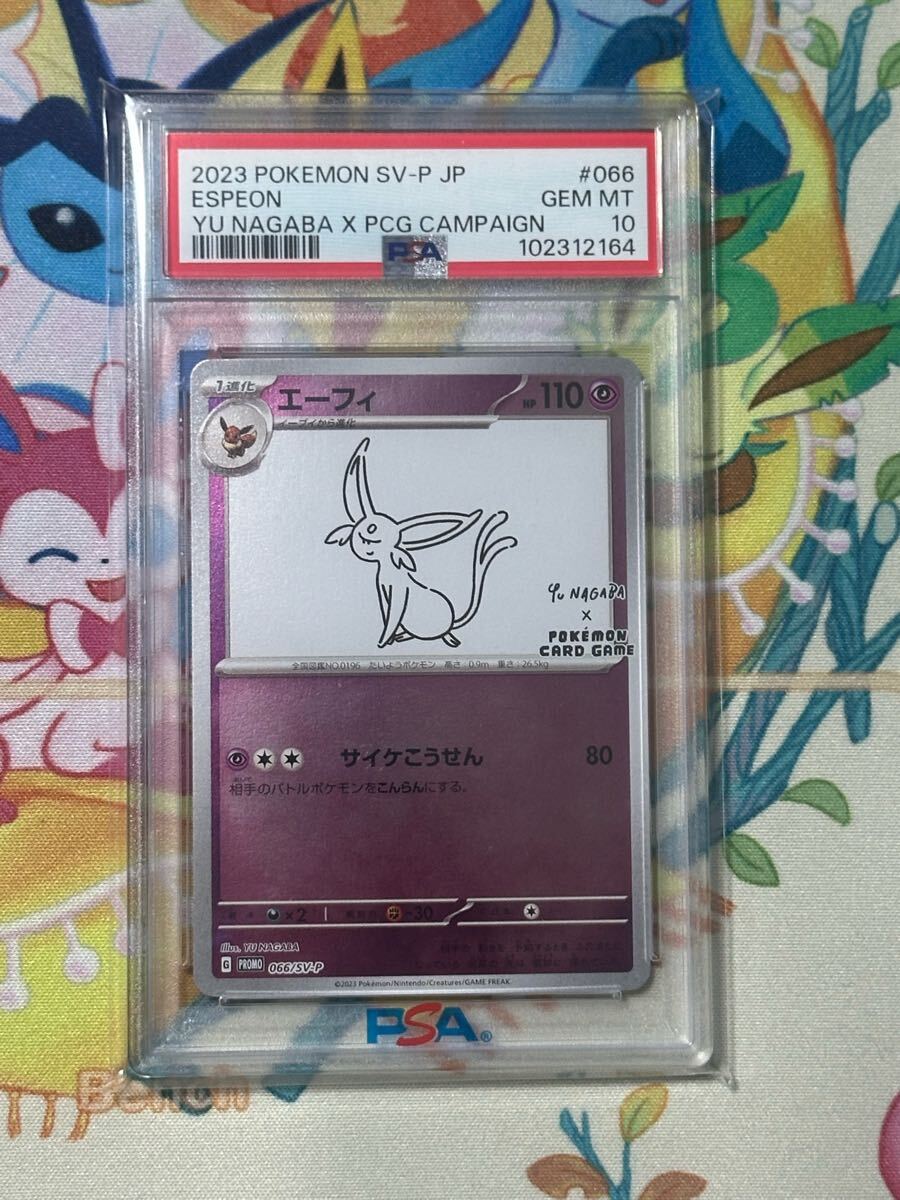 2023 POKEMON SV-P JP #066
ESPEON GEM MT
YU NAGABA X PCG CAMPAIGN 10
PSA 102312164
1進化 エーフィ HP 110
イーブイから進化
YU NAGABA
X
POKÉMON
CARD GAME
全国図鑑NO.0196 たいようポケモン 高さ:0.9m 重さ:26.5kg
サイケこうせん 80
相手のバトルポケモンをこんらんにする。
×2 -30
Illus. YU NAGABA
G PROMO 066/SV-P
©2023 Pokémon/Nintendo/Creatures/GAME FREAK.
PSA®